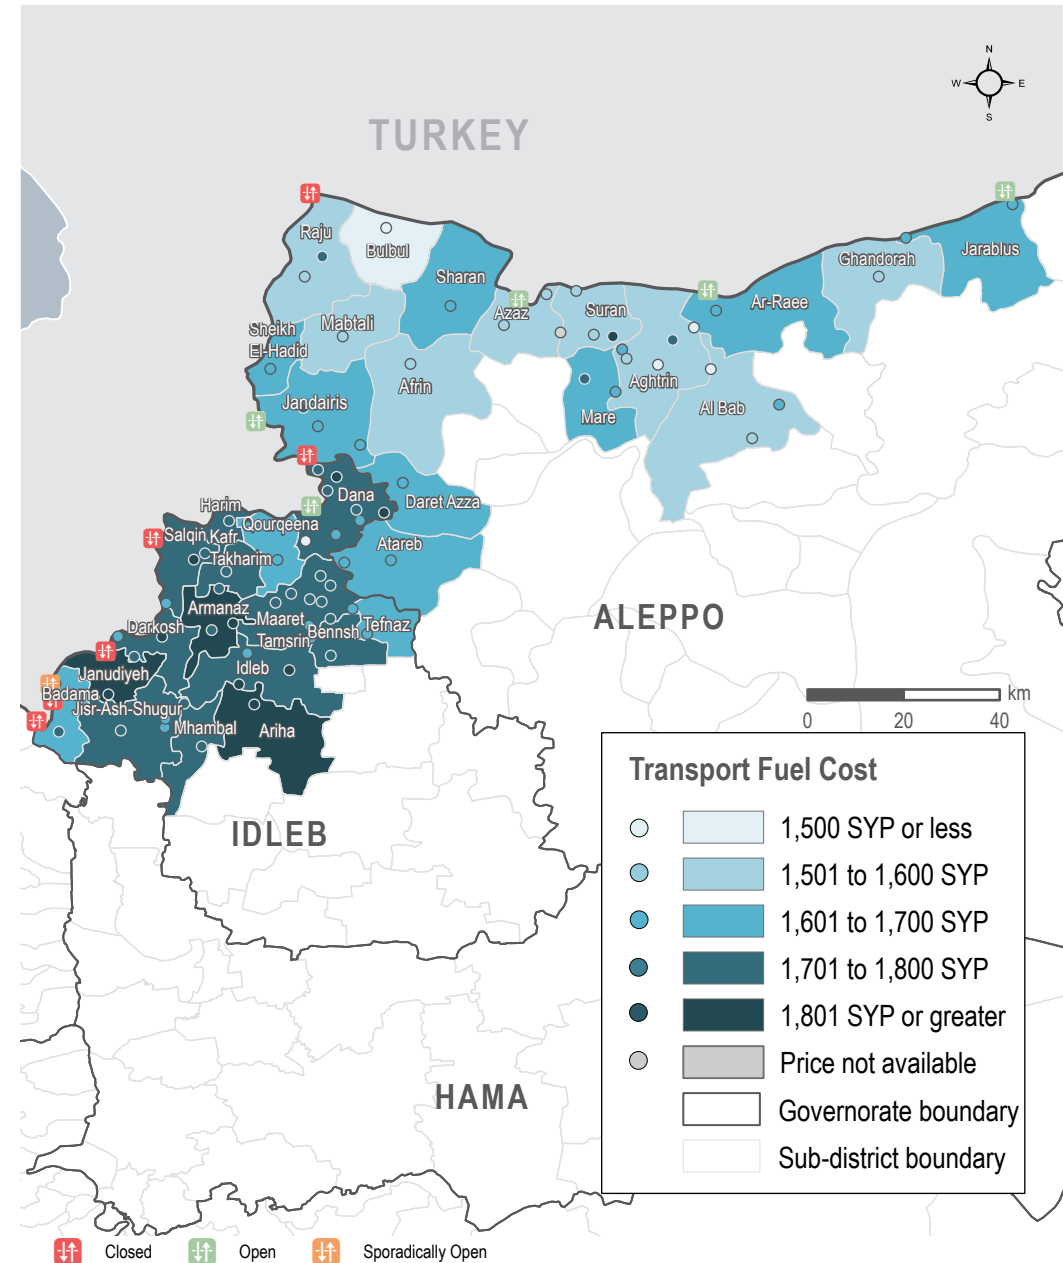 N
W E
S
TURKEY
Raju
Bulbul
Sharan
Mabtali
Sheikh
El-Hadid
Jandairis
Afrin
Azaz
Suran
Aghtrin
Mare
Al Bab
Ar-Raee
Ghandorah
Jarablus
Dana
Daret Azza
Atareb
Harim
Qourqeena
Salqin
Kafr
Takharim
Armanaz
Maaret
Tamsrin
Bennsh
Tefnaz
Darkosh
Idleb
Janudiyeh
Badama
Jisr-Ash-Shugur
Mhambal
Ariha
ALEPPO
IDLEB
HAMA
km
0 20 40
Transport Fuel Cost
1,500 SYP or less
1,501 to 1,600 SYP
1,601 to 1,700 SYP
1,701 to 1,800 SYP
1,801 SYP or greater
Price not available
Governorate boundary
Sub-district boundary
Closed Open Sporadically Open